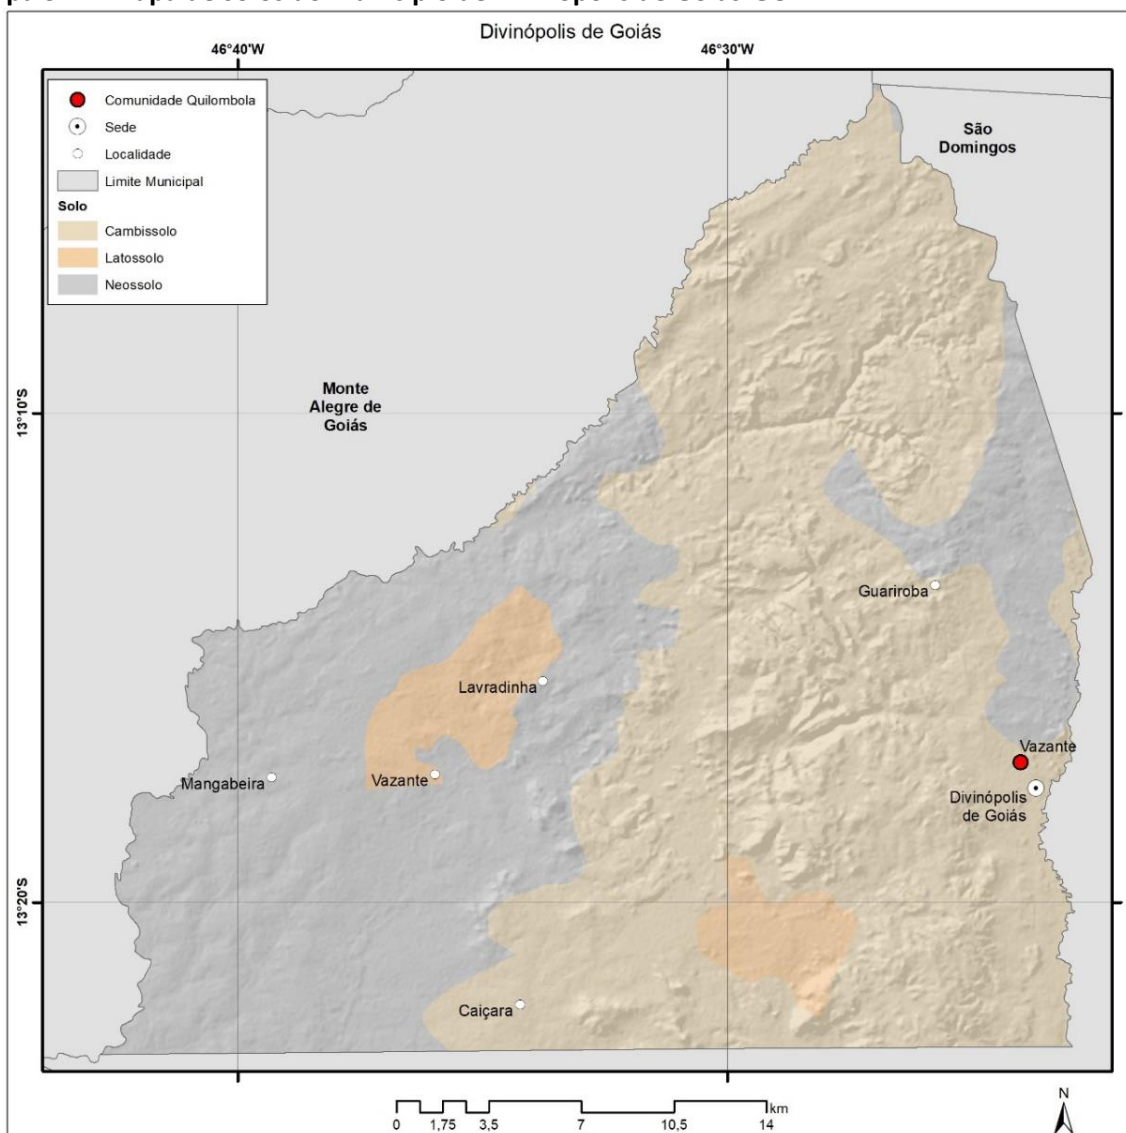 Divinópolis de Goiás
46°40'W
46°30'W
Comunidade Quilombola
Sede
Localidade
Limite Municipal
Solo
Cambissolo
Latossolo
Neossolo
São
Domingos
13°10'S
Monte
Alegre de
Goiás
Guariroba
Lavradinha
Vazante
Mangabeira
Vazante
Divinópolis
de Goiás
13°20'S
Caiçara
N
km
0 1,75 3,5 7 10,5 14